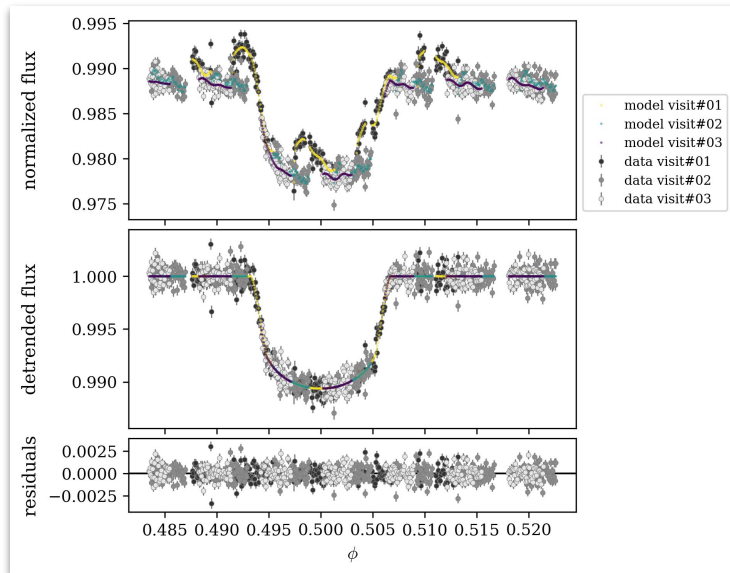 0.995
0.990
0.985
0.980
0.975
normalized flux
model visit#01
model visit#02
model visit#03
data visit#01
data visit#02
data visit#03
1.000
0.995
0.990
detrended flux
0.0025
0.0000
−0.0025
residuals
0.485 0.490 0.495 0.500 0.505 0.510 0.515 0.520
ϕ